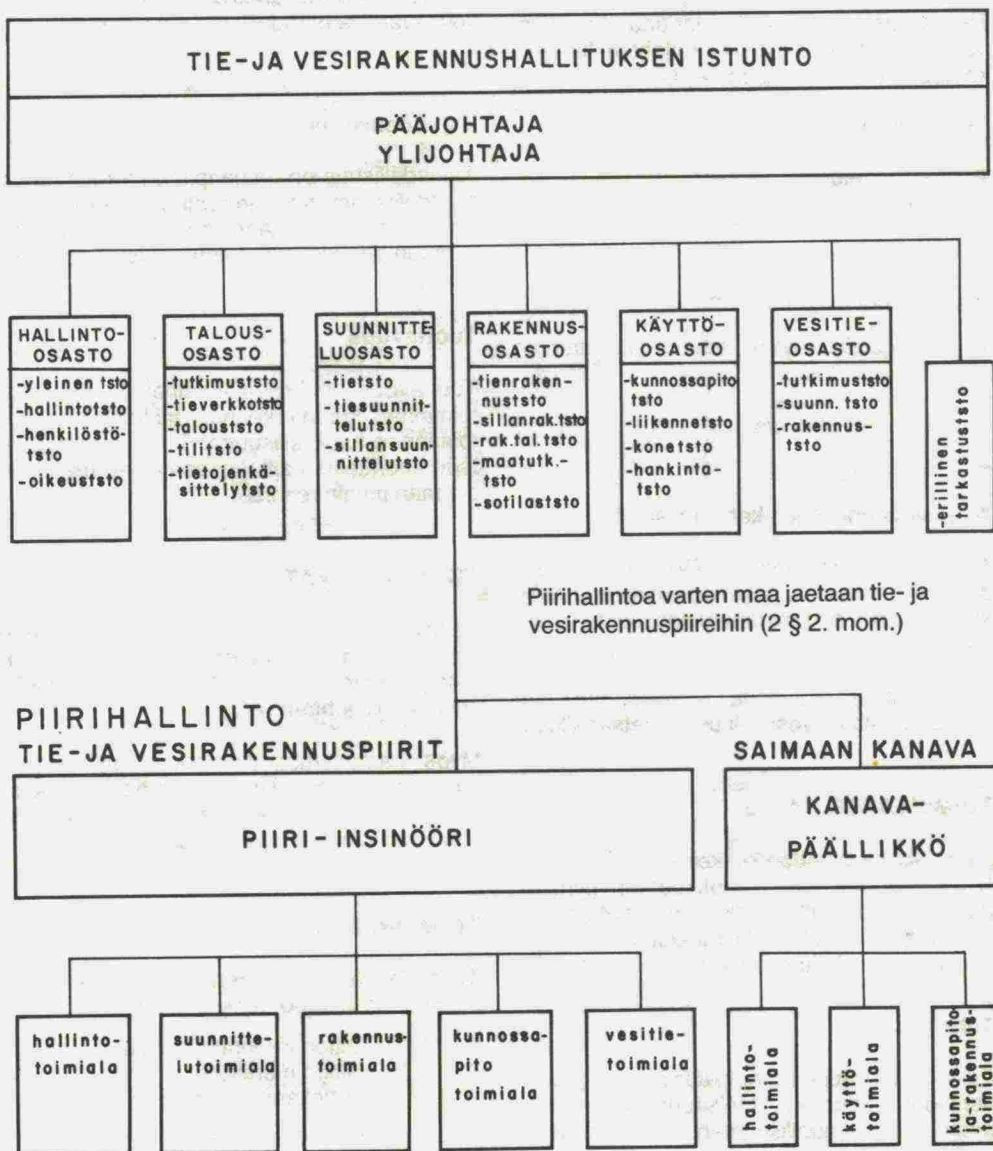 TIE-JA VESIRAKENNUSHALLITUKSEN ISTUNTO
PÄÄJOHTAJA
YLIJOHTAJA
HALLINTO-
OSASTO
-yleinen tsto
-hallintotsto
-henkilöstö-
tsto
-oikeuststo
TALOUS-
OSASTO
-tutkimuststo
-tieverkkotsto
-talouststo
-tilitsto
-tietojenkä-
sittelytsto
SUUNNITTE
LUOSASTO
-tietsto
-tiesuunnit-
telutsto
-sillansuun-
nittelutsto
RAKENNUS-
OSASTO
-tienraken-
nuststo
-sillanrak.tsto
-rak.tal.tsto
-maatutk.-
tsto
-sotilaststo
KÄYTTÖ-
OSASTO
-kunnossapito
tsto
-liikennetsto
-konetsto
-hankinta-
tsto
VESITIE-
OSASTO
-tutkimuststo
-suunn. tsto
-rakennus-
tsto
-erillinen
tarkastuststo
Piirihallintoa varten maa jaetaan tie- ja
vesirakennuspiireihin (2 § 2. mom.)
PIIRIHALLINTO
TIE-JA VESIRAKENNUSPIIRIT
PIIRI-INSINÖÖRI
SAIMAAN KANAVA
KANAVA-
PÄÄLLIKKÖ
hallinto-
toimiala
suunnitte-
lutoimiala
rakennus-
toimiala
kunnossa-
pito
toimiala
vesitie-
toimiala
hallinto-
toimiala
käyttö-
toimiala
kunnossapito
ja-rakennus-
toimiala